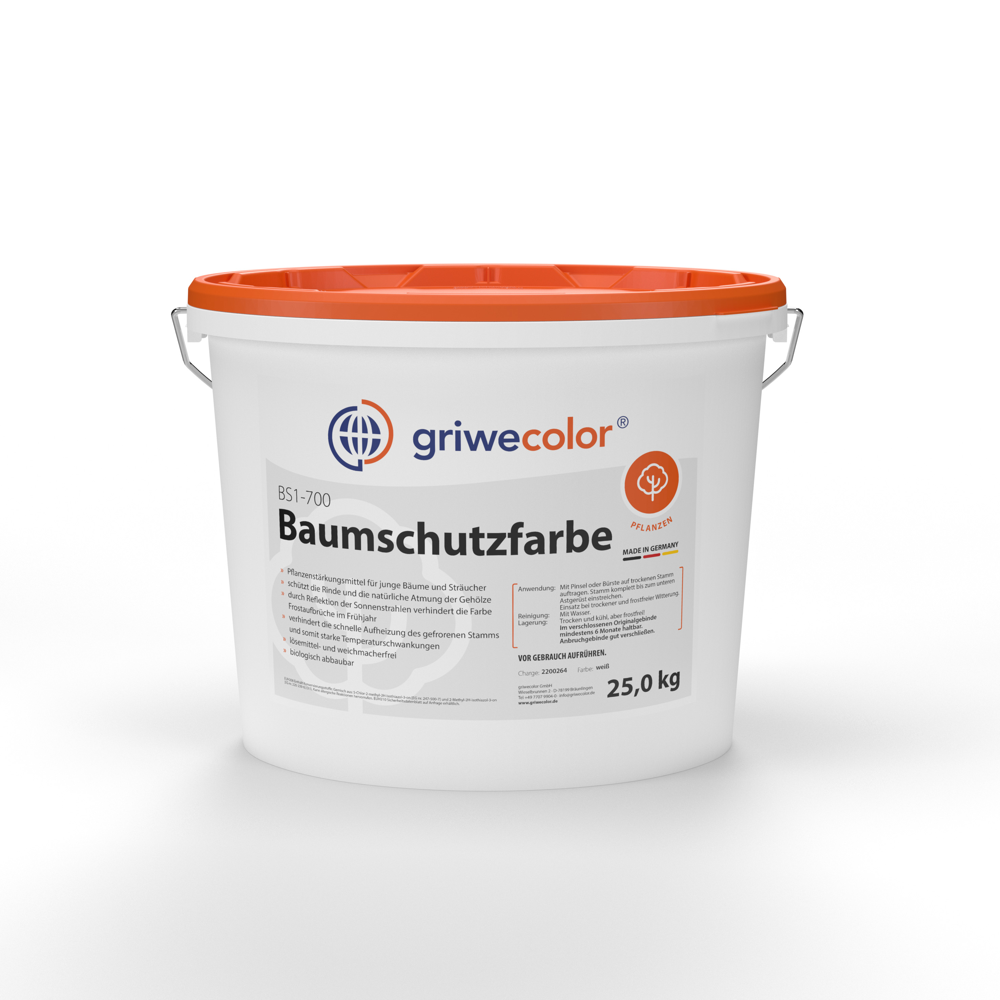 griwecolor®
BS1-700
Baumschutzfarbe
PFLANZEN
MADE IN GERMANY
» Pflanzenstärkungsmittel für junge Bäume und Sträucher
» schützt die Rinde und die natürliche Atmung der Gehölze
» durch Reflektion der Sonnenstrahlen verhindert die Farbe
Frostaufbrüche im Frühjahr
» verhindert die schnelle Aufheizung des gefrorenen Stamms
und somit starke Temperaturschwankungen
» lösemittel- und weichmacherfrei
» biologisch abbaubar
EUH208 Enthält Konservierungsstoffe: Gemisch aus: 5-Chlor-2-methyl-2H-isothiazol-3-on [EG nr. 247-500-7] und 2-Methyl-2H-isothiazol-3-on
[EG nr. 220-239-6] (3:1). Kann allergische Reaktionen hervorrufen. EUH210 Sicherheitsdatenblatt auf Anfrage erhältlich.
Anwendung: Mit Pinsel oder Bürste auf trockenen Stamm
auftragen. Stamm komplett bis zum unteren
Astgerüst einstreichen.
Einsatz bei trockener und frostfreier Witterung.
Reinigung: Mit Wasser.
Lagerung: Trocken und kühl, aber frostfrei!
Im verschlossenen Originalgebinde
mindestens 6 Monate haltbar.
Anbruchgebinde gut verschließen.
VOR GEBRAUCH AUFRÜHREN.
Charge: 2200264 Farbe: weiß
griwecolor GmbH
Wieselbrunnen 2 · D-78199 Bräunlingen
Tel +49 7707 9904-0 · info@griwecolor.de
www.griwecolor.de
25,0 kg